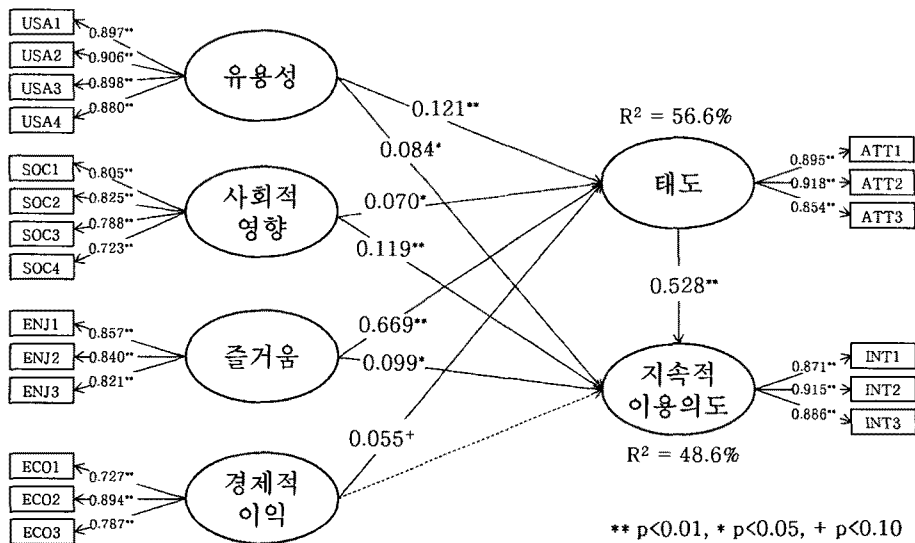 USA1
0.897**
USA2
0.906**
USA3
0.898**
USA4
0.880**
유용성
SOC1
0.805**
SOC2
0.825**
SOC3
0.788**
SOC4
0.723**
사회적
영향
ENJ1
0.857**
ENJ2
0.840**
ENJ3
0.821**
즐거움
ECO1
0.727**
ECO2
0.894**
ECO3
0.787**
경제적
이익
0.121**
0.084*
0.070*
0.119**
0.669**
0.099*
0.055+
R² = 56.6%
태도
0.895**
ATT1
0.918**
ATT2
0.854**
ATT3
0.528**
지속적
이용의도
0.871**
INT1
0.915**
INT2
0.886**
INT3
R² = 48.6%
** p<0.01, * p<0.05, + p<0.10